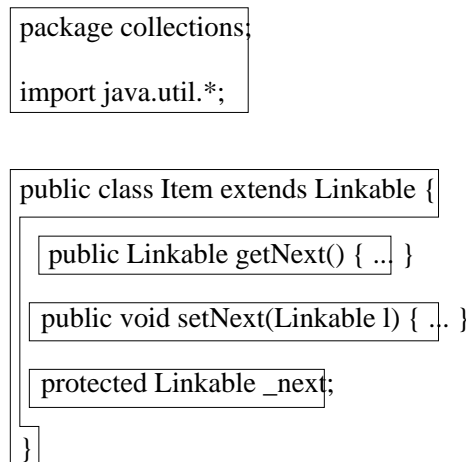 package collections;
import java.util.*;
public class Item extends Linkable {
public Linkable getNext() { ... }
public void setNext(Linkable l) { ... }
protected Linkable _next;
}